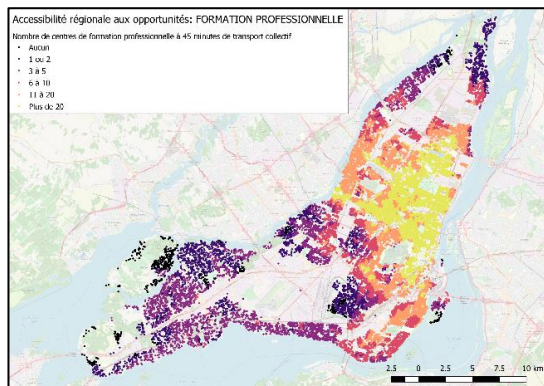 Accessibilité régionale aux opportunités: FORMATION PROFESSIONNELLE
Nombre de centres de formation professionelle à 45 minutes de transport collectif
Aucun
1 ou 2
3 à 5
6 à 10
11 à 20
Plus de 20
2.5 0 2.5 5 7.5 10 km